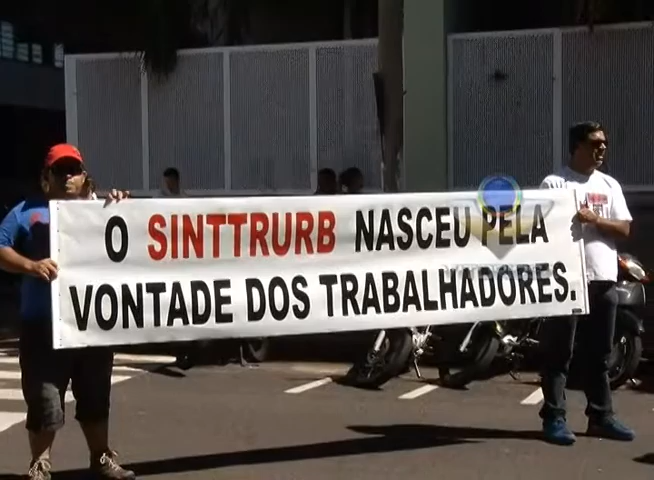 O SINTTRURB NASCEU PELA
VONTADE DOS TRABALHADORES.